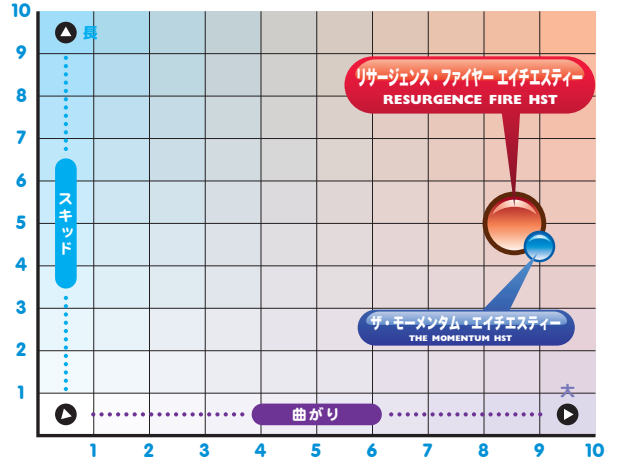 10
長
9
リサージェンス・ファイヤー エイチエスティー
RESURGENCE FIRE HST
8
7
6
スキッド
5
4
3
ザ・モーメンタム・エイチエスティー
THE MOMENTUM HST
2
1
大
曲がり
1 2 3 4 5 6 7 8 9 10